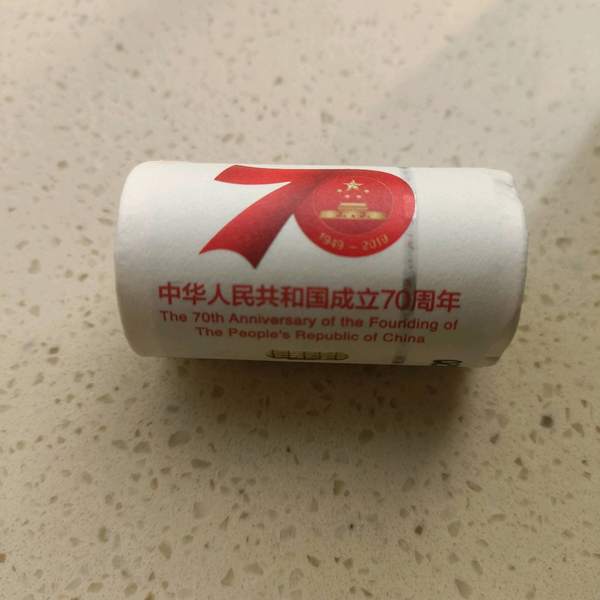 70
1949 - 2019
中华人民共和国成立70周年
The 70th Anniversary of the Founding of
The People's Republic of China